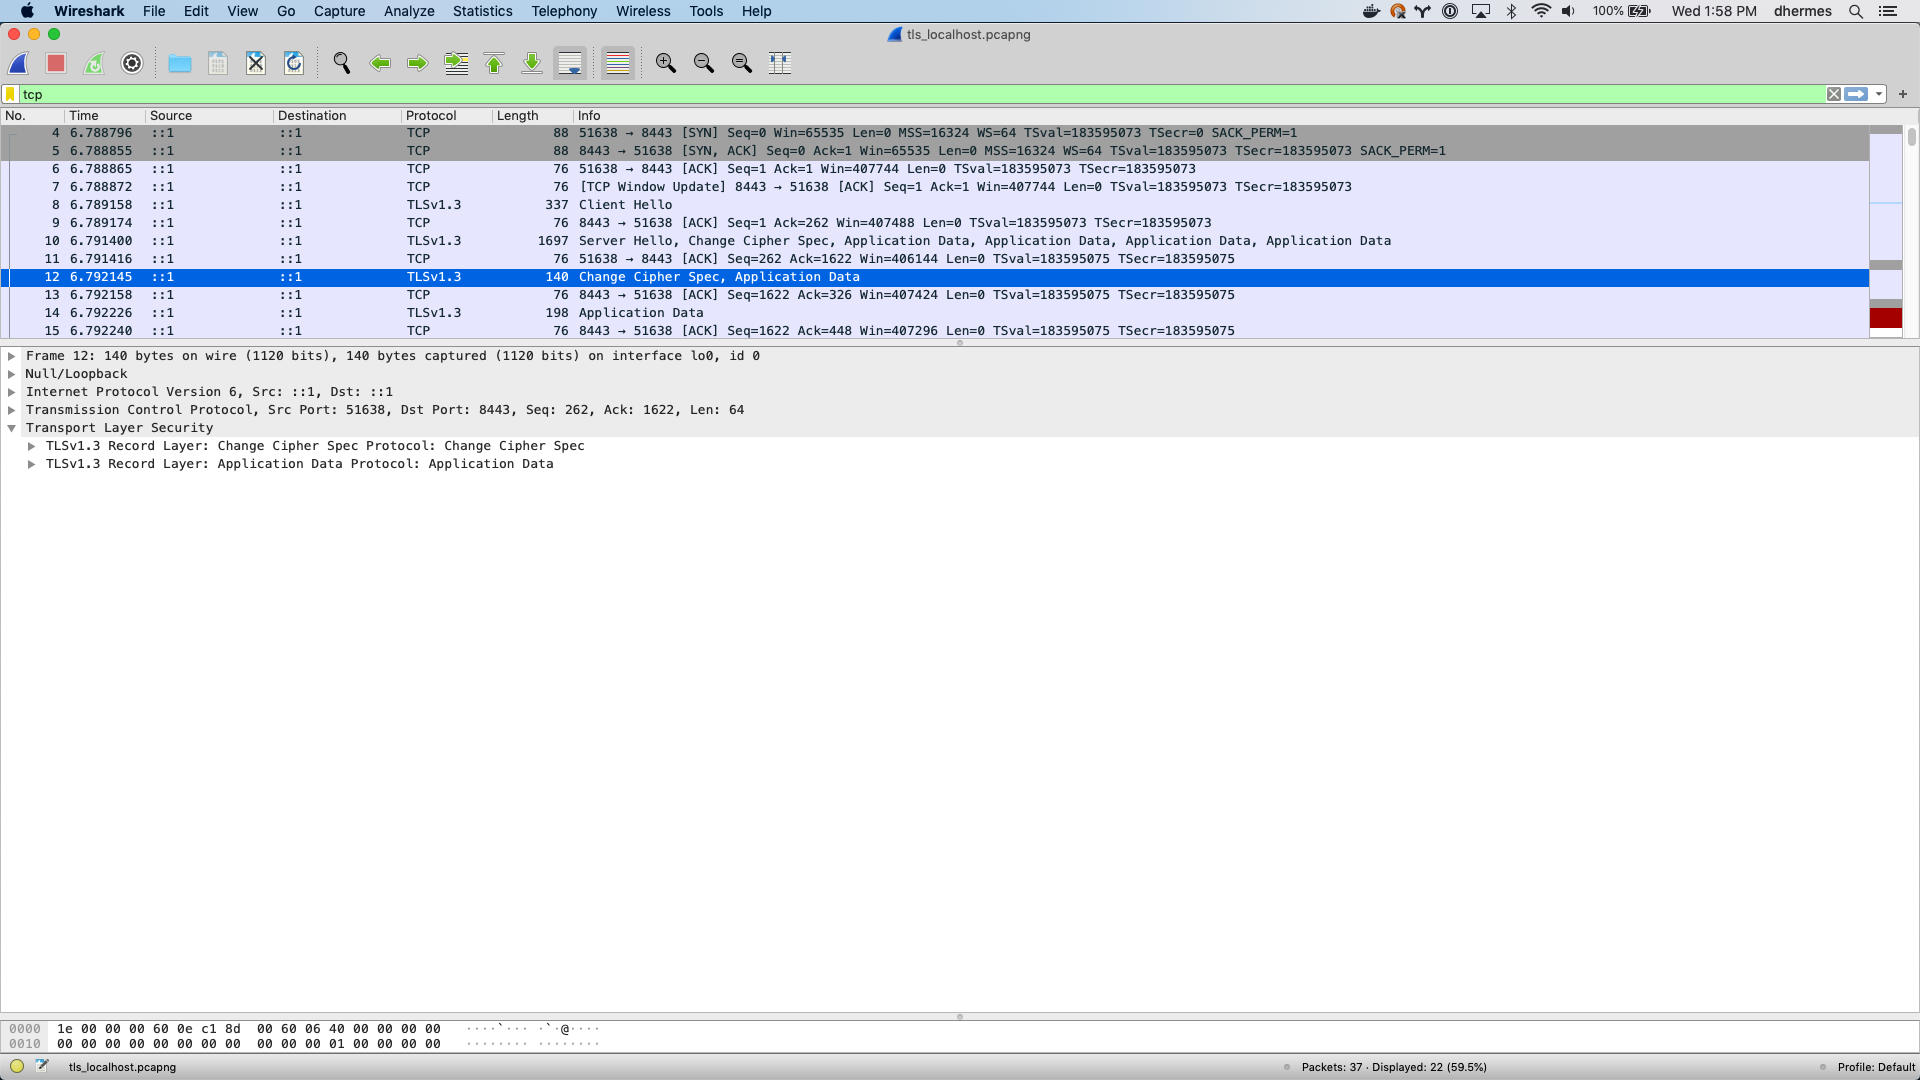 Wireshark File Edit View Go Capture Analyze Statistics Telephony Wireless Tools Help 100% Wed 1:58 PM dhermes
tls_localhost.pcapng
tcp
No. Time Source Destination Protocol Length Info
4 6.788796 ::1 ::1 TCP 88 51638 → 8443 [SYN] Seq=0 Win=65535 Len=0 MSS=16324 WS=64 TSval=183595073 TSecr=0 SACK_PERM=1
5 6.788855 ::1 ::1 TCP 88 8443 → 51638 [SYN, ACK] Seq=0 Ack=1 Win=65535 Len=0 MSS=16324 WS=64 TSval=183595073 TSecr=183595073 SACK_PERM=1
6 6.788865 ::1 ::1 TCP 76 51638 → 8443 [ACK] Seq=1 Ack=1 Win=407744 Len=0 TSval=183595073 TSecr=183595073
7 6.788872 ::1 ::1 TCP 76 [TCP Window Update] 8443 → 51638 [ACK] Seq=1 Ack=1 Win=407744 Len=0 TSval=183595073 TSecr=183595073
8 6.789158 ::1 ::1 TLSv1.3 337 Client Hello
9 6.789174 ::1 ::1 TCP 76 8443 → 51638 [ACK] Seq=1 Ack=262 Win=407488 Len=0 TSval=183595073 TSecr=183595073
10 6.791400 ::1 ::1 TLSv1.3 1697 Server Hello, Change Cipher Spec, Application Data, Application Data, Application Data, Application Data
11 6.791416 ::1 ::1 TCP 76 51638 → 8443 [ACK] Seq=262 Ack=1622 Win=406144 Len=0 TSval=183595075 TSecr=183595075
12 6.792145 ::1 ::1 TLSv1.3 140 Change Cipher Spec, Application Data
13 6.792158 ::1 ::1 TCP 76 8443 → 51638 [ACK] Seq=1622 Ack=326 Win=407424 Len=0 TSval=183595075 TSecr=183595075
14 6.792226 ::1 ::1 TLSv1.3 198 Application Data
15 6.792240 ::1 ::1 TCP 76 8443 → 51638 [ACK] Seq=1622 Ack=448 Win=407296 Len=0 TSval=183595075 TSecr=183595075
Frame 12: 140 bytes on wire (1120 bits), 140 bytes captured (1120 bits) on interface lo0, id 0
Null/Loopback
Internet Protocol Version 6, Src: ::1, Dst: ::1
Transmission Control Protocol, Src Port: 51638, Dst Port: 8443, Seq: 262, Ack: 1622, Len: 64
Transport Layer Security
TLSv1.3 Record Layer: Change Cipher Spec Protocol: Change Cipher Spec
TLSv1.3 Record Layer: Application Data Protocol: Application Data
0000 1e 00 00 00 60 0e c1 8d 00 60 06 40 00 00 00 00 ····`··· ·`·@····
0010 00 00 00 00 00 00 00 00 00 00 00 01 00 00 00 00 ········ ········
tls_localhost.pcapng Packets: 37 · Displayed: 22 (59.5%) Profile: Default